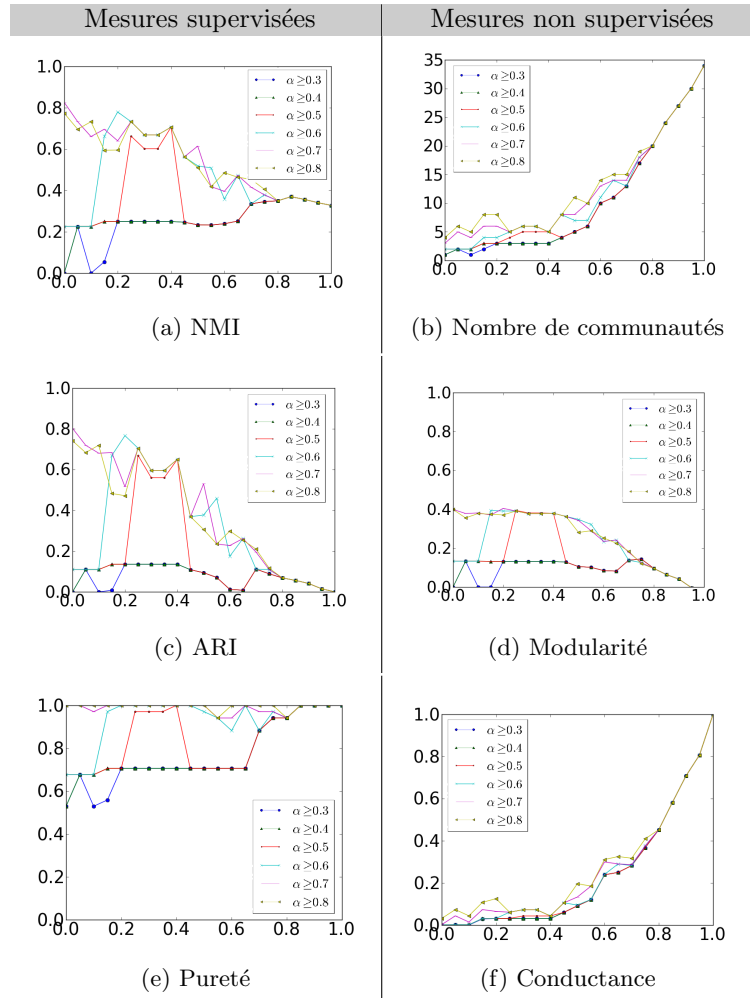 Mesures supervisées
Mesures non supervisées
1.0
0.8
0.6
0.4
0.2
0.0
0.0 0.2 0.4 0.6 0.8 1.0
α≥0.3
α≥0.4
α≥0.5
α≥0.6
α≥0.7
α≥0.8
(a) NMI
35
30
25
20
15
10
5
0
0.0 0.2 0.4 0.6 0.8 1.0
α≥0.3
α≥0.4
α≥0.5
α≥0.6
α≥0.7
α≥0.8
(b) Nombre de communautés
1.0
0.8
0.6
0.4
0.2
0.0
0.0 0.2 0.4 0.6 0.8 1.0
α≥0.3
α≥0.4
α≥0.5
α≥0.6
α≥0.7
α≥0.8
(c) ARI
1.0
0.8
0.6
0.4
0.2
0.0
0.0 0.2 0.4 0.6 0.8 1.0
α≥0.3
α≥0.4
α≥0.5
α≥0.6
α≥0.7
α≥0.8
(d) Modularité
1.0
0.8
0.6
0.4
0.2
0.0
0.0 0.2 0.4 0.6 0.8 1.0
α≥0.3
α≥0.4
α≥0.5
α≥0.6
α≥0.7
α≥0.8
(e) Pureté
1.0
0.8
0.6
0.4
0.2
0.0
0.0 0.2 0.4 0.6 0.8 1.0
α≥0.3
α≥0.4
α≥0.5
α≥0.6
α≥0.7
α≥0.8
(f) Conductance